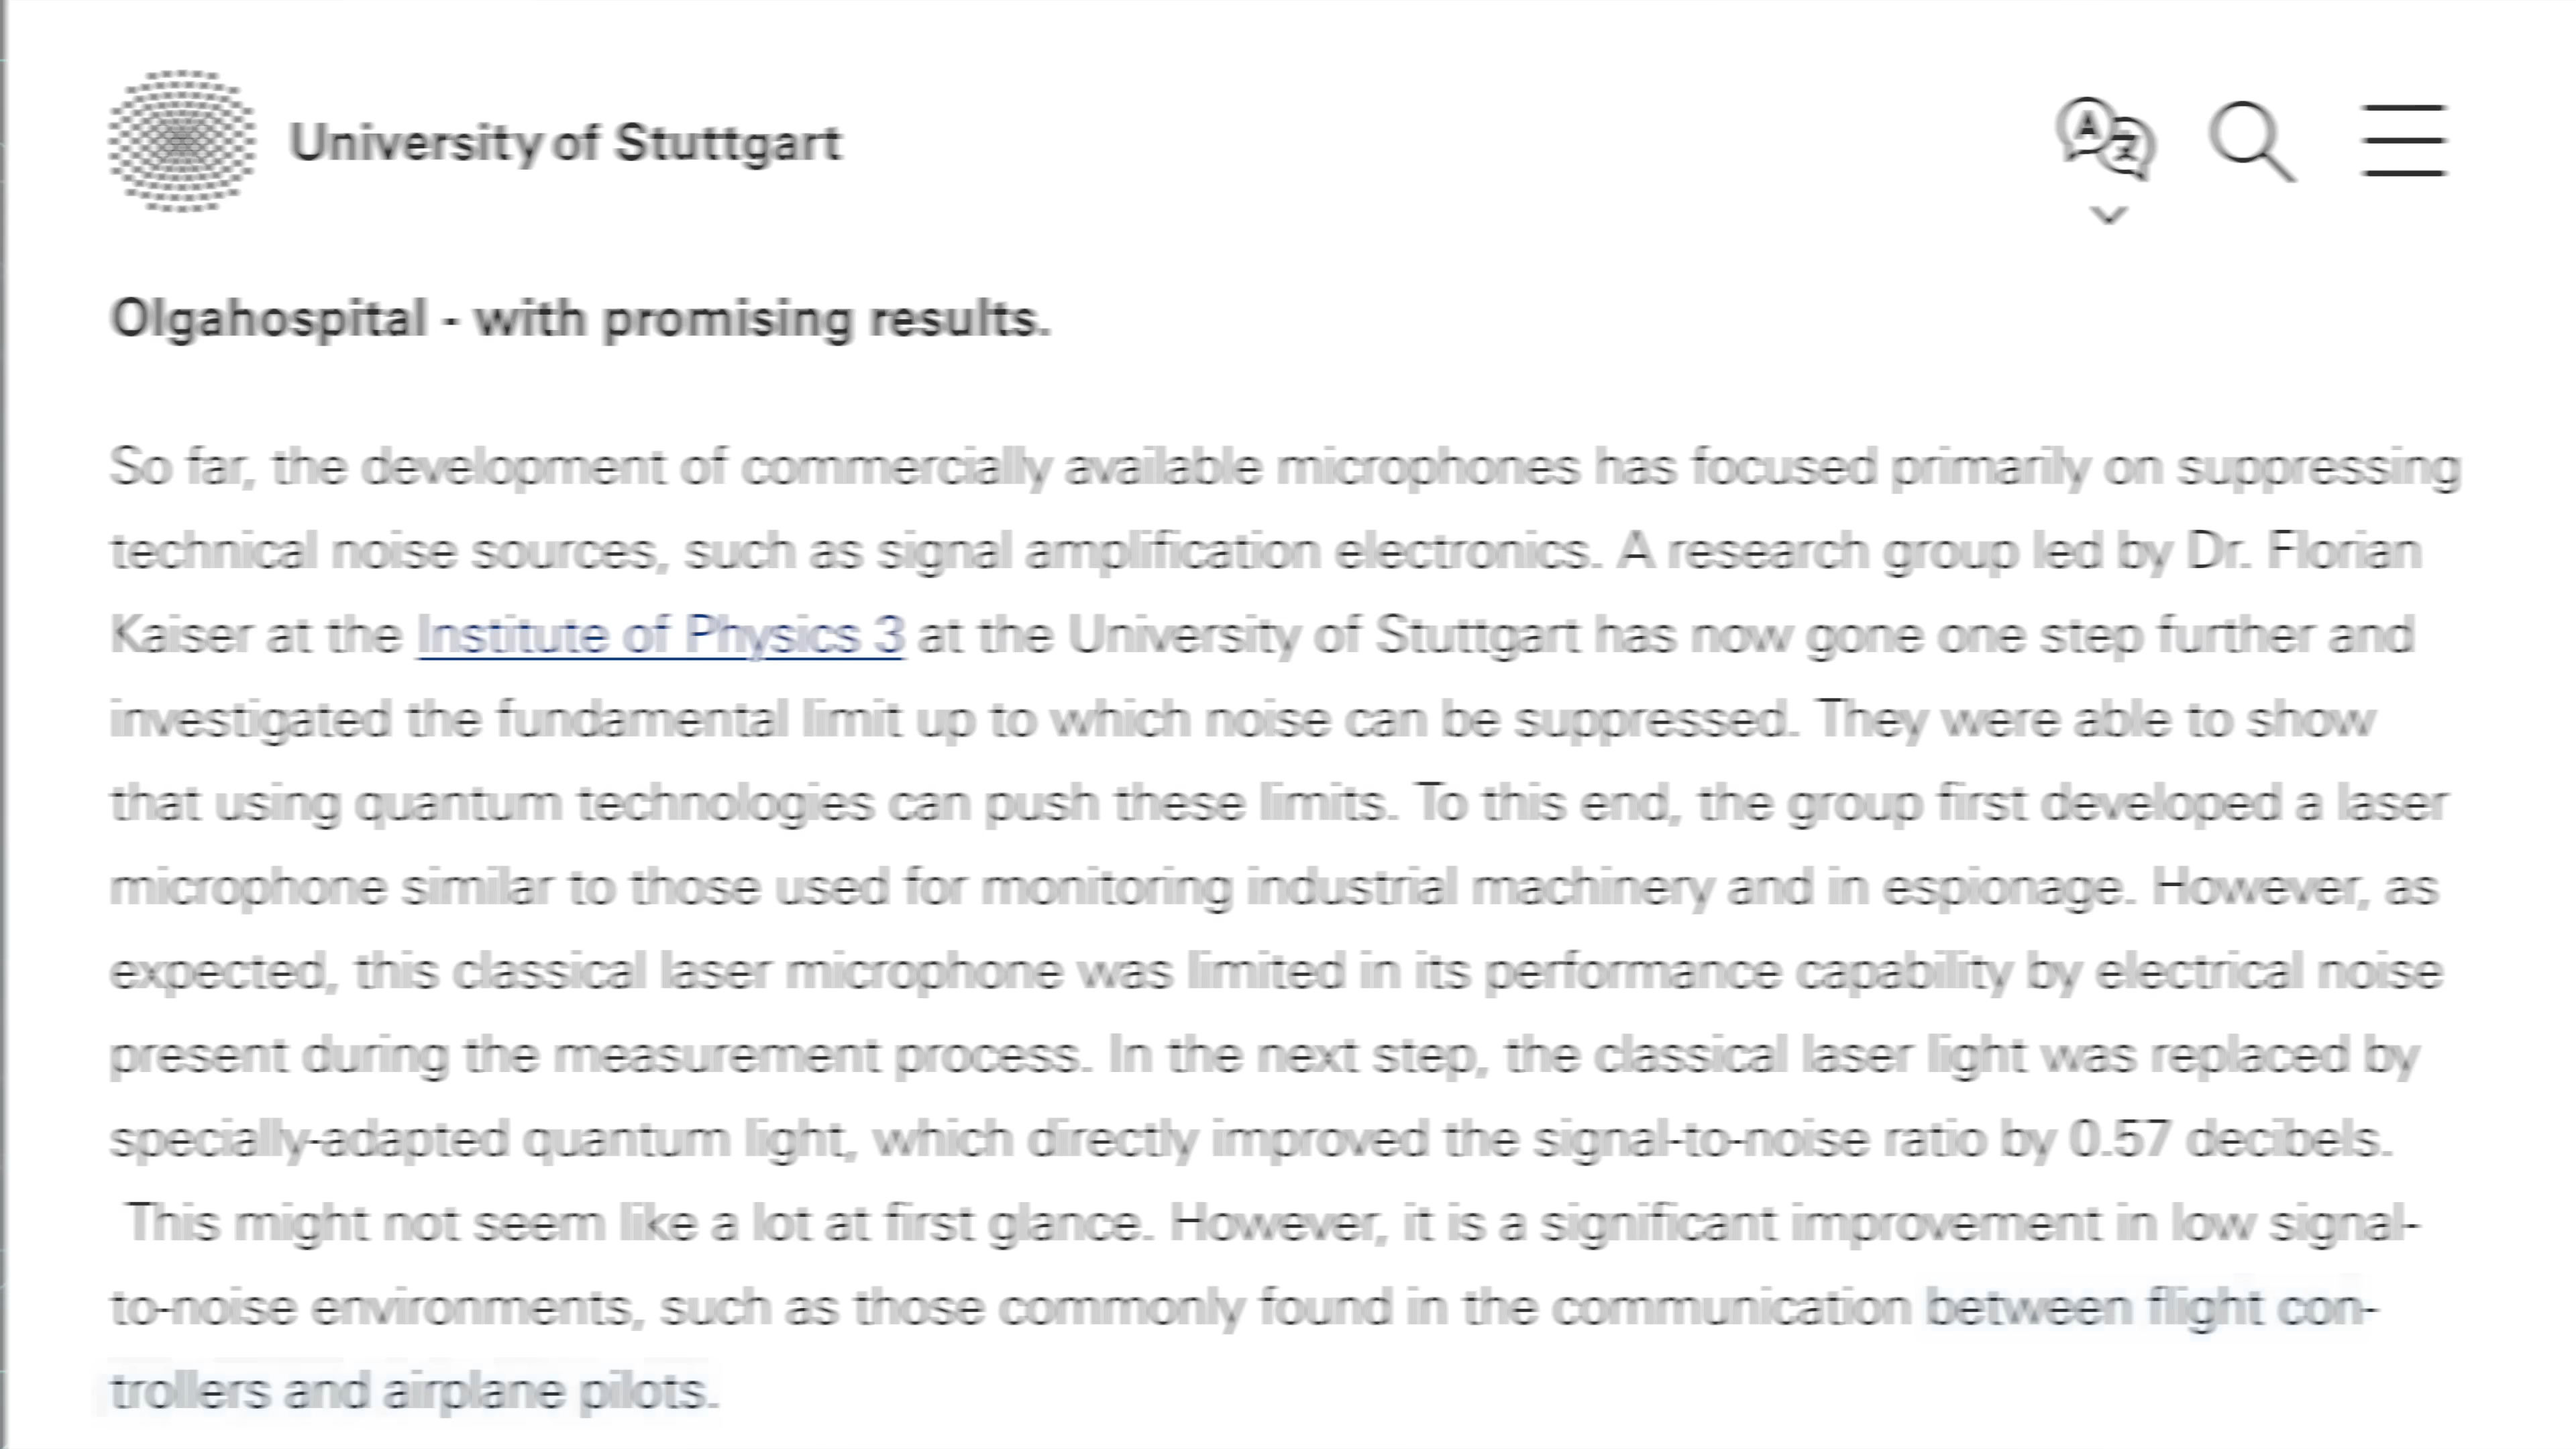 University of Stuttgart
Olgahospital - with promising results.
So far, the development of commercially available microphones has focused primarily on suppressing
technical noise sources, such as signal amplification electronics. A research group led by Dr. Florian
Kaiser at the Institute of Physics 3 at the University of Stuttgart has now gone one step further and
investigated the fundamental limit up to which noise can be suppressed. They were able to show
that using quantum technologies can push these limits. To this end, the group first developed a laser
microphone similar to those used for monitoring industrial machinery and in espionage. However, as
expected, this classical laser microphone was limited in its performance capability by electrical noise
present during the measurement process. In the next step, the classical laser light was replaced by
specially-adapted quantum light, which directly improved the signal-to-noise ratio by 0.57 decibels.
This might not seem like a lot at first glance. However, it is a significant improvement in low signal-
to-noise environments, such as those commonly found in the communication between flight con-
trollers and airplane pilots.